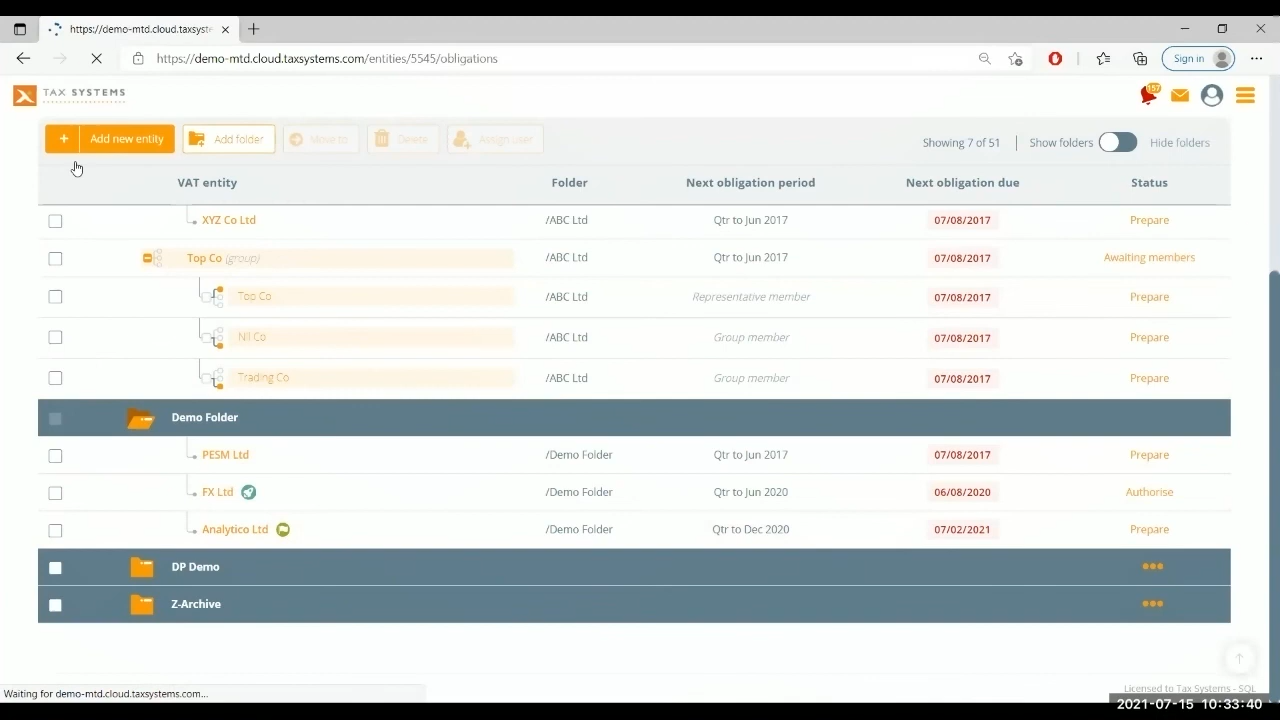 https://demo-mtd.cloud.taxsyste
https://demo-mtd.cloud.taxsystems.com/entities/5545/obligations
Sign in
TAX SYSTEMS
157
+ Add new entity Add folder Move to Delete Assign user Showing 7 of 51 Show folders Hide folders
VAT entity Folder Next obligation period Next obligation due Status
XYZ Co Ltd /ABC Ltd Qtr to Jun 2017 07/08/2017 Prepare
Top Co (group) /ABC Ltd Qtr to Jun 2017 07/08/2017 Awaiting members
Top Co /ABC Ltd Representative member 07/08/2017 Prepare
Nil Co /ABC Ltd Group member 07/08/2017 Prepare
Trading Co /ABC Ltd Group member 07/08/2017 Prepare
Demo Folder
PESM Ltd /Demo Folder Qtr to Jun 2017 07/08/2017 Prepare
FX Ltd /Demo Folder Qtr to Jun 2020 06/08/2020 Authorise
Analytico Ltd /Demo Folder Qtr to Dec 2020 07/02/2021 Prepare
DP Demo
Z-Archive
Waiting for demo-mtd.cloud.taxsystems.com...
Licensed to Tax Systems - SQL
2021-07-15 10:33:40